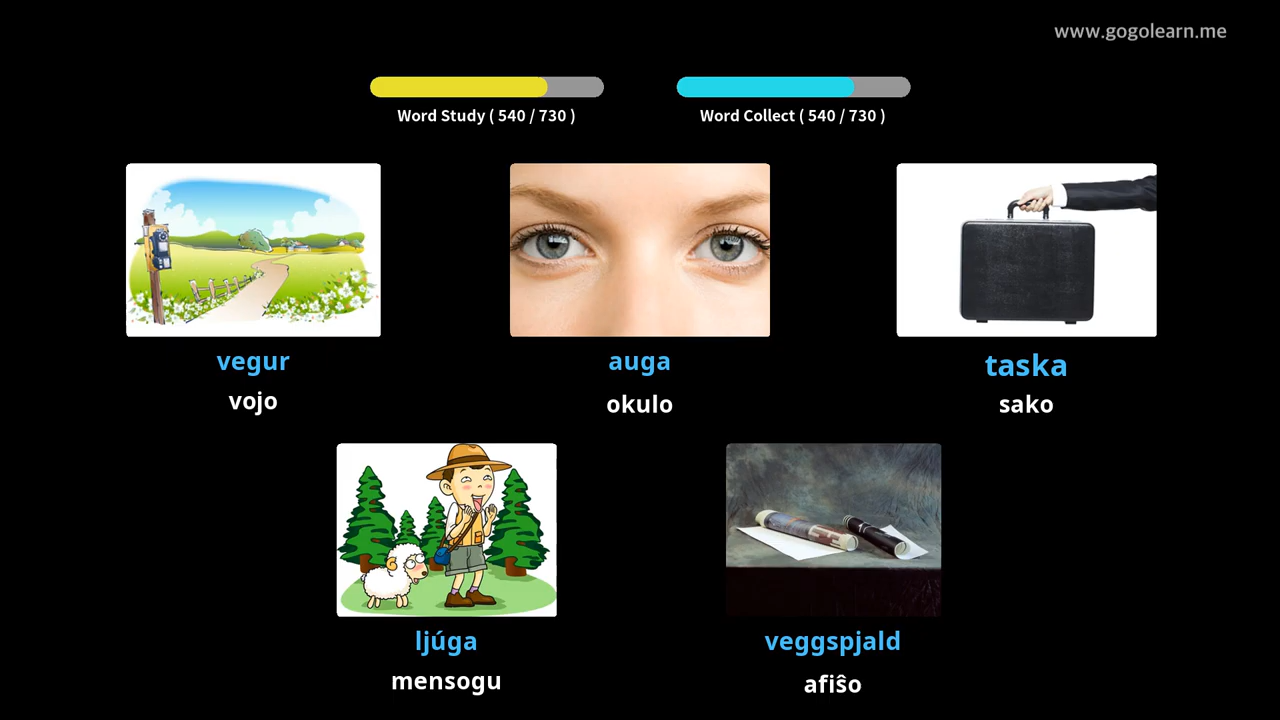 www.gogolearn.me
Word Study ( 540 / 730 )
Word Collect ( 540 / 730 )
vegur
vojo
auga
okulo
taska
sako
ljúga
mensogu
veggspjald
afiŝo